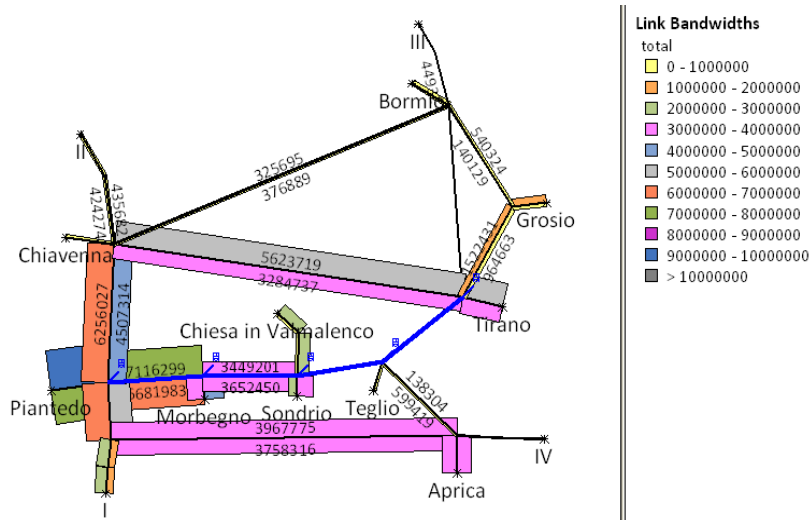 Link Bandwidths
total
0 - 1000000
1000000 - 2000000
2000000 - 3000000
3000000 - 4000000
4000000 - 5000000
5000000 - 6000000
6000000 - 7000000
7000000 - 8000000
8000000 - 9000000
9000000 - 10000000
> 10000000
III
Bormio
II
325695
376889
540324
140129
424274
Chiavenna
Grosio
964663
5623719
3284737
Tirano
6256027
4507314
Chiesa in Valmalenco
7116299
3449201
6681983
3652450
Piantedo
Morbegno
Sondrio
Teglio
138304
599419
3967775
3758316
IV
Aprica
I